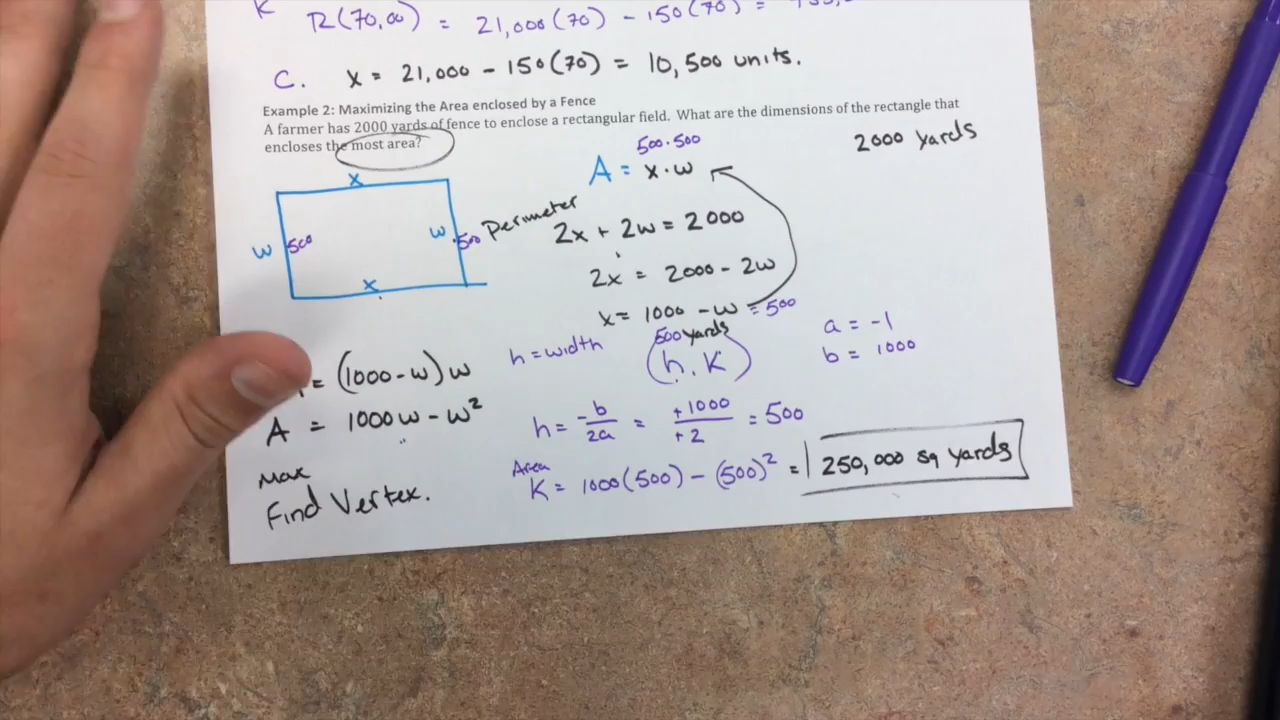 R(70,00) = 21,000(70) - 150(70) =
C. x = 21,000 - 150(70) = 10,500 units.
Example 2: Maximizing the Area enclosed by a Fence
A farmer has 2000 yards of fence to enclose a rectangular field. What are the dimensions of the rectangle that
encloses the most area?
2000 yards
500·500
A = x·w
x
w 500
w 500
x
Perimeter
2x + 2w = 2000
2x = 2000 - 2w
x = 1000 - w = 500
= (1000 - w) w
A = 1000w - w²
Max
Find Vertex.
h = width
500 yards
(h, K)
a = -1
b = 1000
h = -b/2a = +1000/+2 = 500
Area
K = 1000(500) - (500)² = 250,000 sq yards